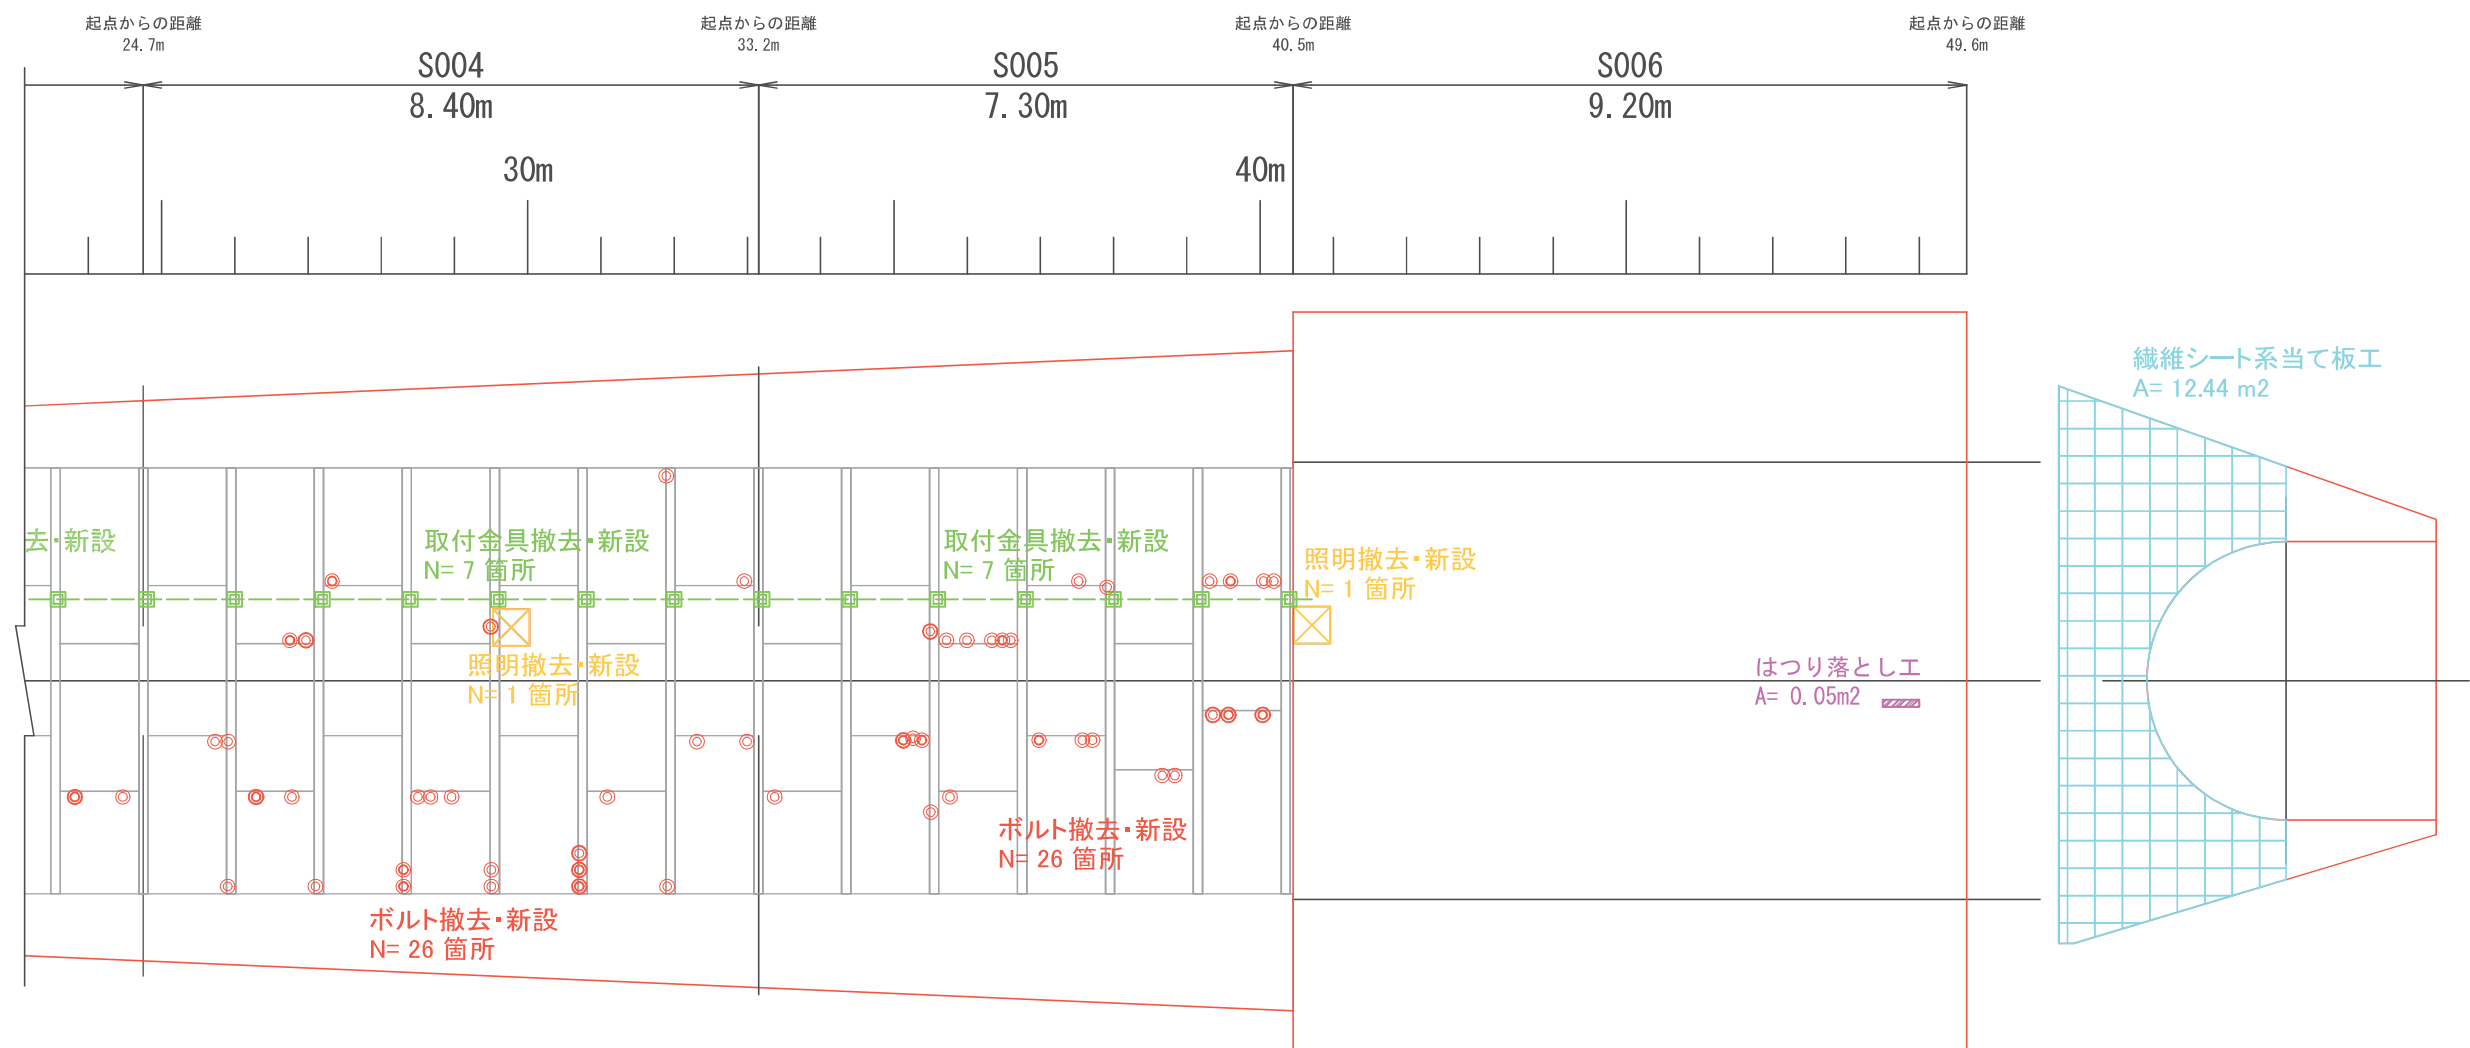 起点からの距離
24.7m
起点からの距離
33.2m
起点からの距離
40.5m
起点からの距離
49.6m
S004
8.40m
S005
7.30m
S006
9.20m
30m
40m
去・新設
取付金具撤去・新設
N= 7 箇所
取付金具撤去・新設
N= 7 箇所
照明撤去・新設
N= 1 箇所
照明撤去・新設
N= 1 箇所
はつり落とし工
A= 0.05m2
繊維シート系当て板工
A= 12.44 m2
ボルト撤去・新設
N= 26 箇所
ボルト撤去・新設
N= 26 箇所